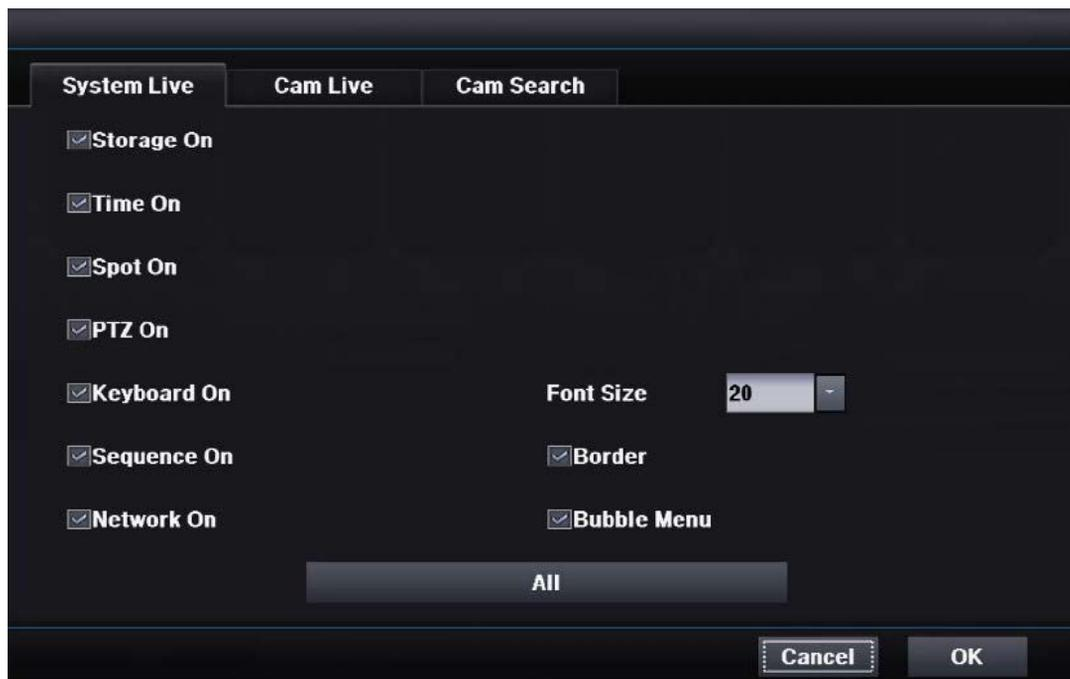 System Live Cam Live Cam Search
Storage On
Time On
Spot On
PTZ On
Keyboard On Font Size 20
Sequence On Border
Network On Bubble Menu
All
Cancel OK